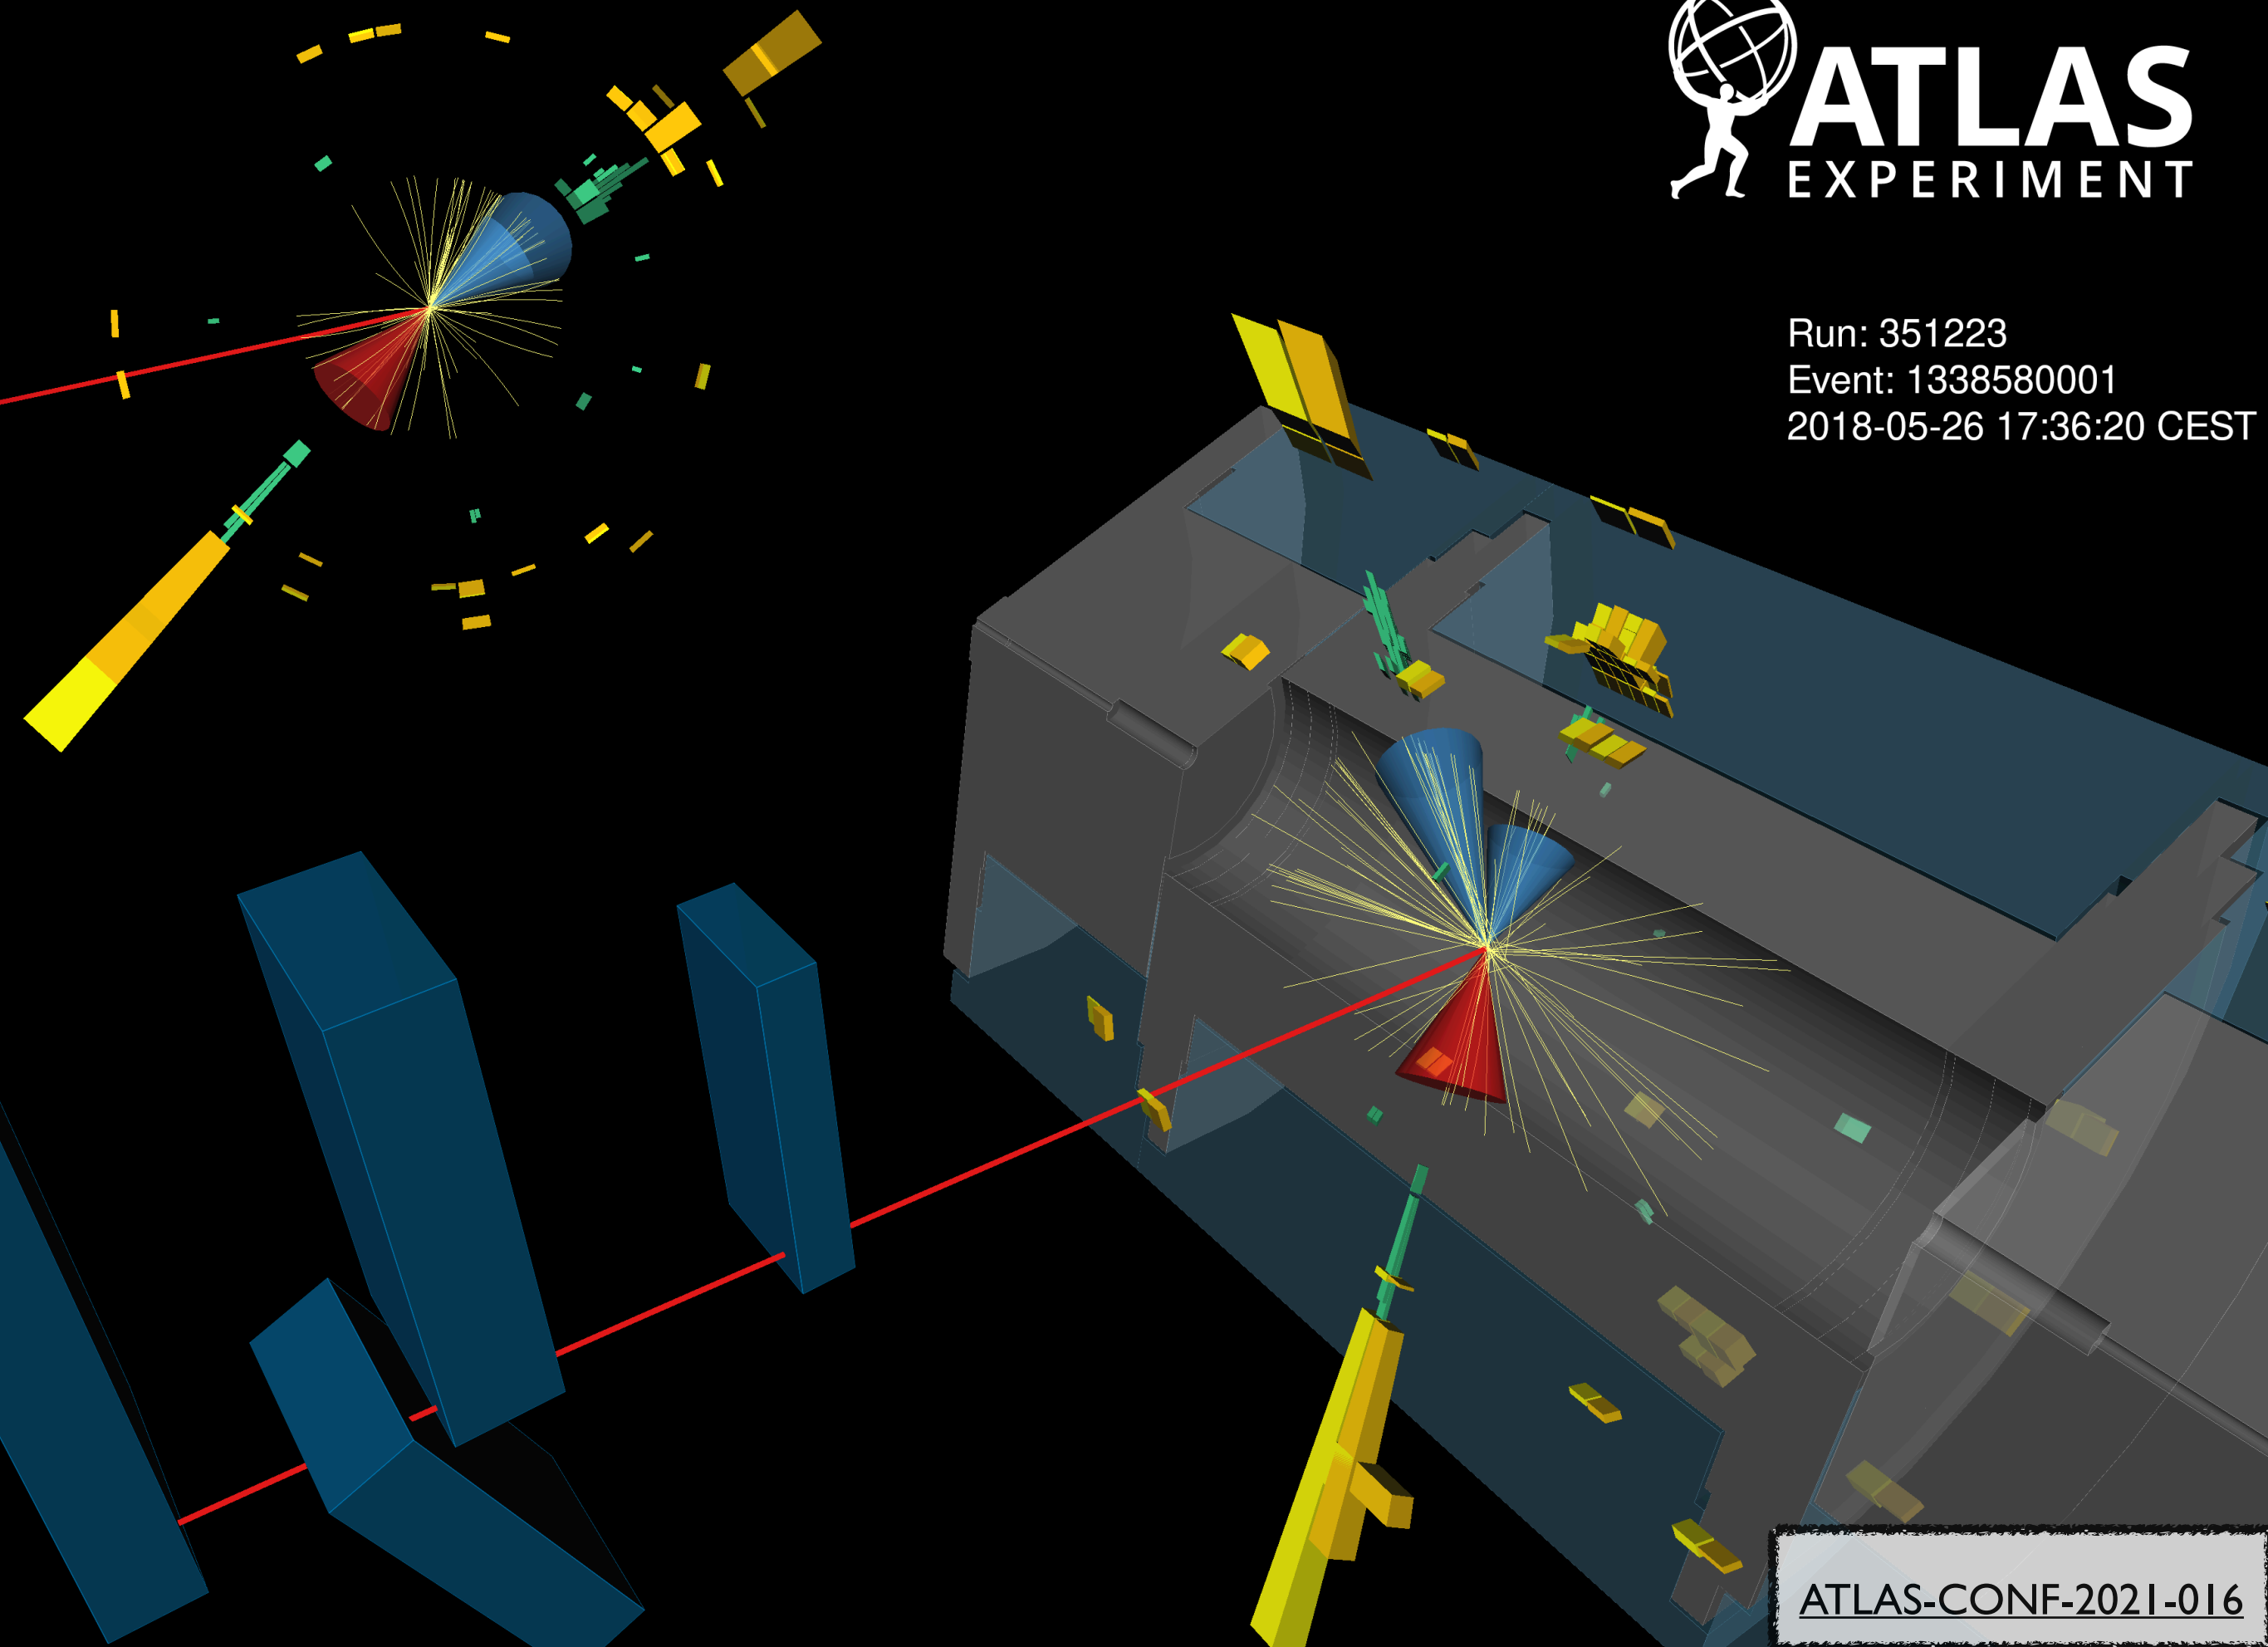 ATLAS
EXPERIMENT
Run: 351223
Event: 1338580001
2018-05-26 17:36:20 CEST
ATLAS-CONF-2021-016